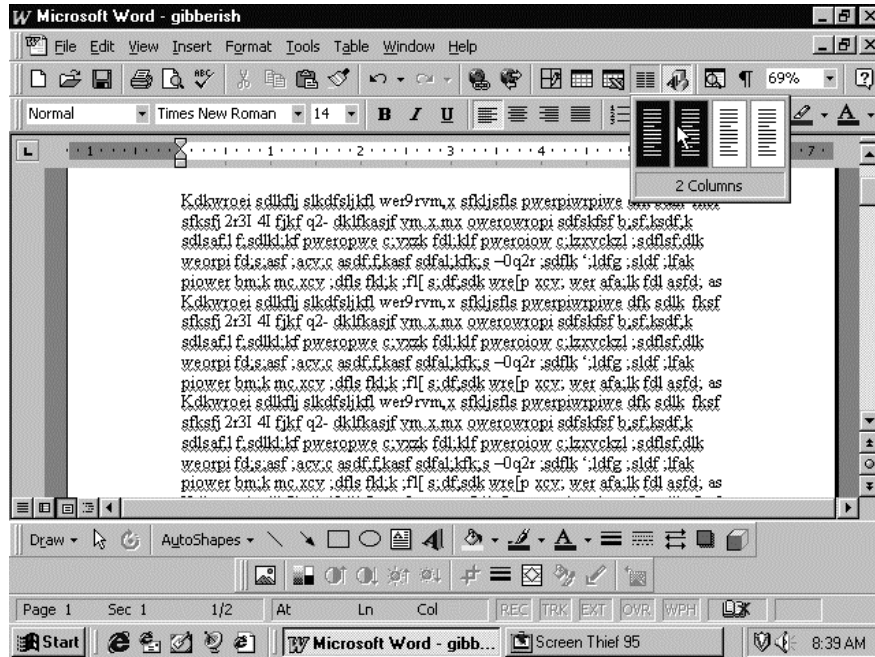 Microsoft Word - gibberish
File Edit View Insert Format Tools Table Window Help
ABC ¶ 69%
Normal Times New Roman 14 B I U A
L 1 1 2 3 4 7
2 Columns
Kdkwroei sdlkflj slkdfsljkfl wer9rvm,x sfkljsfls pwerpiwrpiwe
sfksfj 2r3I 4I fjkf q2- dklfkasjf vm.x.mx owerowropi sdfskfsf b;sf,ksdf,k
sdlsaf,l f,sdlkl;kf pweropwe c;vxzk fdl;klf pweroiow c;lzxvckzl ;sdflsf;dlk
weorpi fd;s;asf ;acv;c asdf;f,kasf sdfal;kfk;s –0q2r ;sdflk ‘;ldfg ;sldf ;lfak
piower bm;k mc.xcv ;dfls fkl;k ;fl[ s;df;sdk wre[p xcv; wer afa;lk fdl asfd; as
Kdkwroei sdlkflj slkdfsljkfl wer9rvm,x sfkljsfls pwerpiwrpiwe dfk sdlk fksf
sfksfj 2r3I 4I fjkf q2- dklfkasjf vm.x.mx owerowropi sdfskfsf b;sf,ksdf,k
sdlsaf,l f,sdlkl;kf pweropwe c;vxzk fdl;klf pweroiow c;lzxvckzl ;sdflsf;dlk
weorpi fd;s;asf ;acv;c asdf;f,kasf sdfal;kfk;s –0q2r ;sdflk ‘;ldfg ;sldf ;lfak
piower bm;k mc.xcv ;dfls fkl;k ;fl[ s;df;sdk wre[p xcv; wer afa;lk fdl asfd; as
Kdkwroei sdlkflj slkdfsljkfl wer9rvm,x sfkljsfls pwerpiwrpiwe dfk sdlk fksf
sfksfj 2r3I 4I fjkf q2- dklfkasjf vm.x.mx owerowropi sdfskfsf b;sf,ksdf,k
sdlsaf,l f,sdlkl;kf pweropwe c;vxzk fdl;klf pweroiow c;lzxvckzl ;sdflsf;dlk
weorpi fd;s;asf ;acv;c asdf;f,kasf sdfal;kfk;s –0q2r ;sdflk ‘;ldfg ;sldf ;lfak
piower bm;k mc.xcv ;dfls fkl;k ;fl[ s;df;sdk wre[p xcv; wer afa;lk fdl asfd; as
Draw AutoShapes A
Page 1 Sec 1 1/2 At Ln Col REC TRK EXT OVR WPH
Start Microsoft Word - gibb... Screen Thief 95 8:39 AM